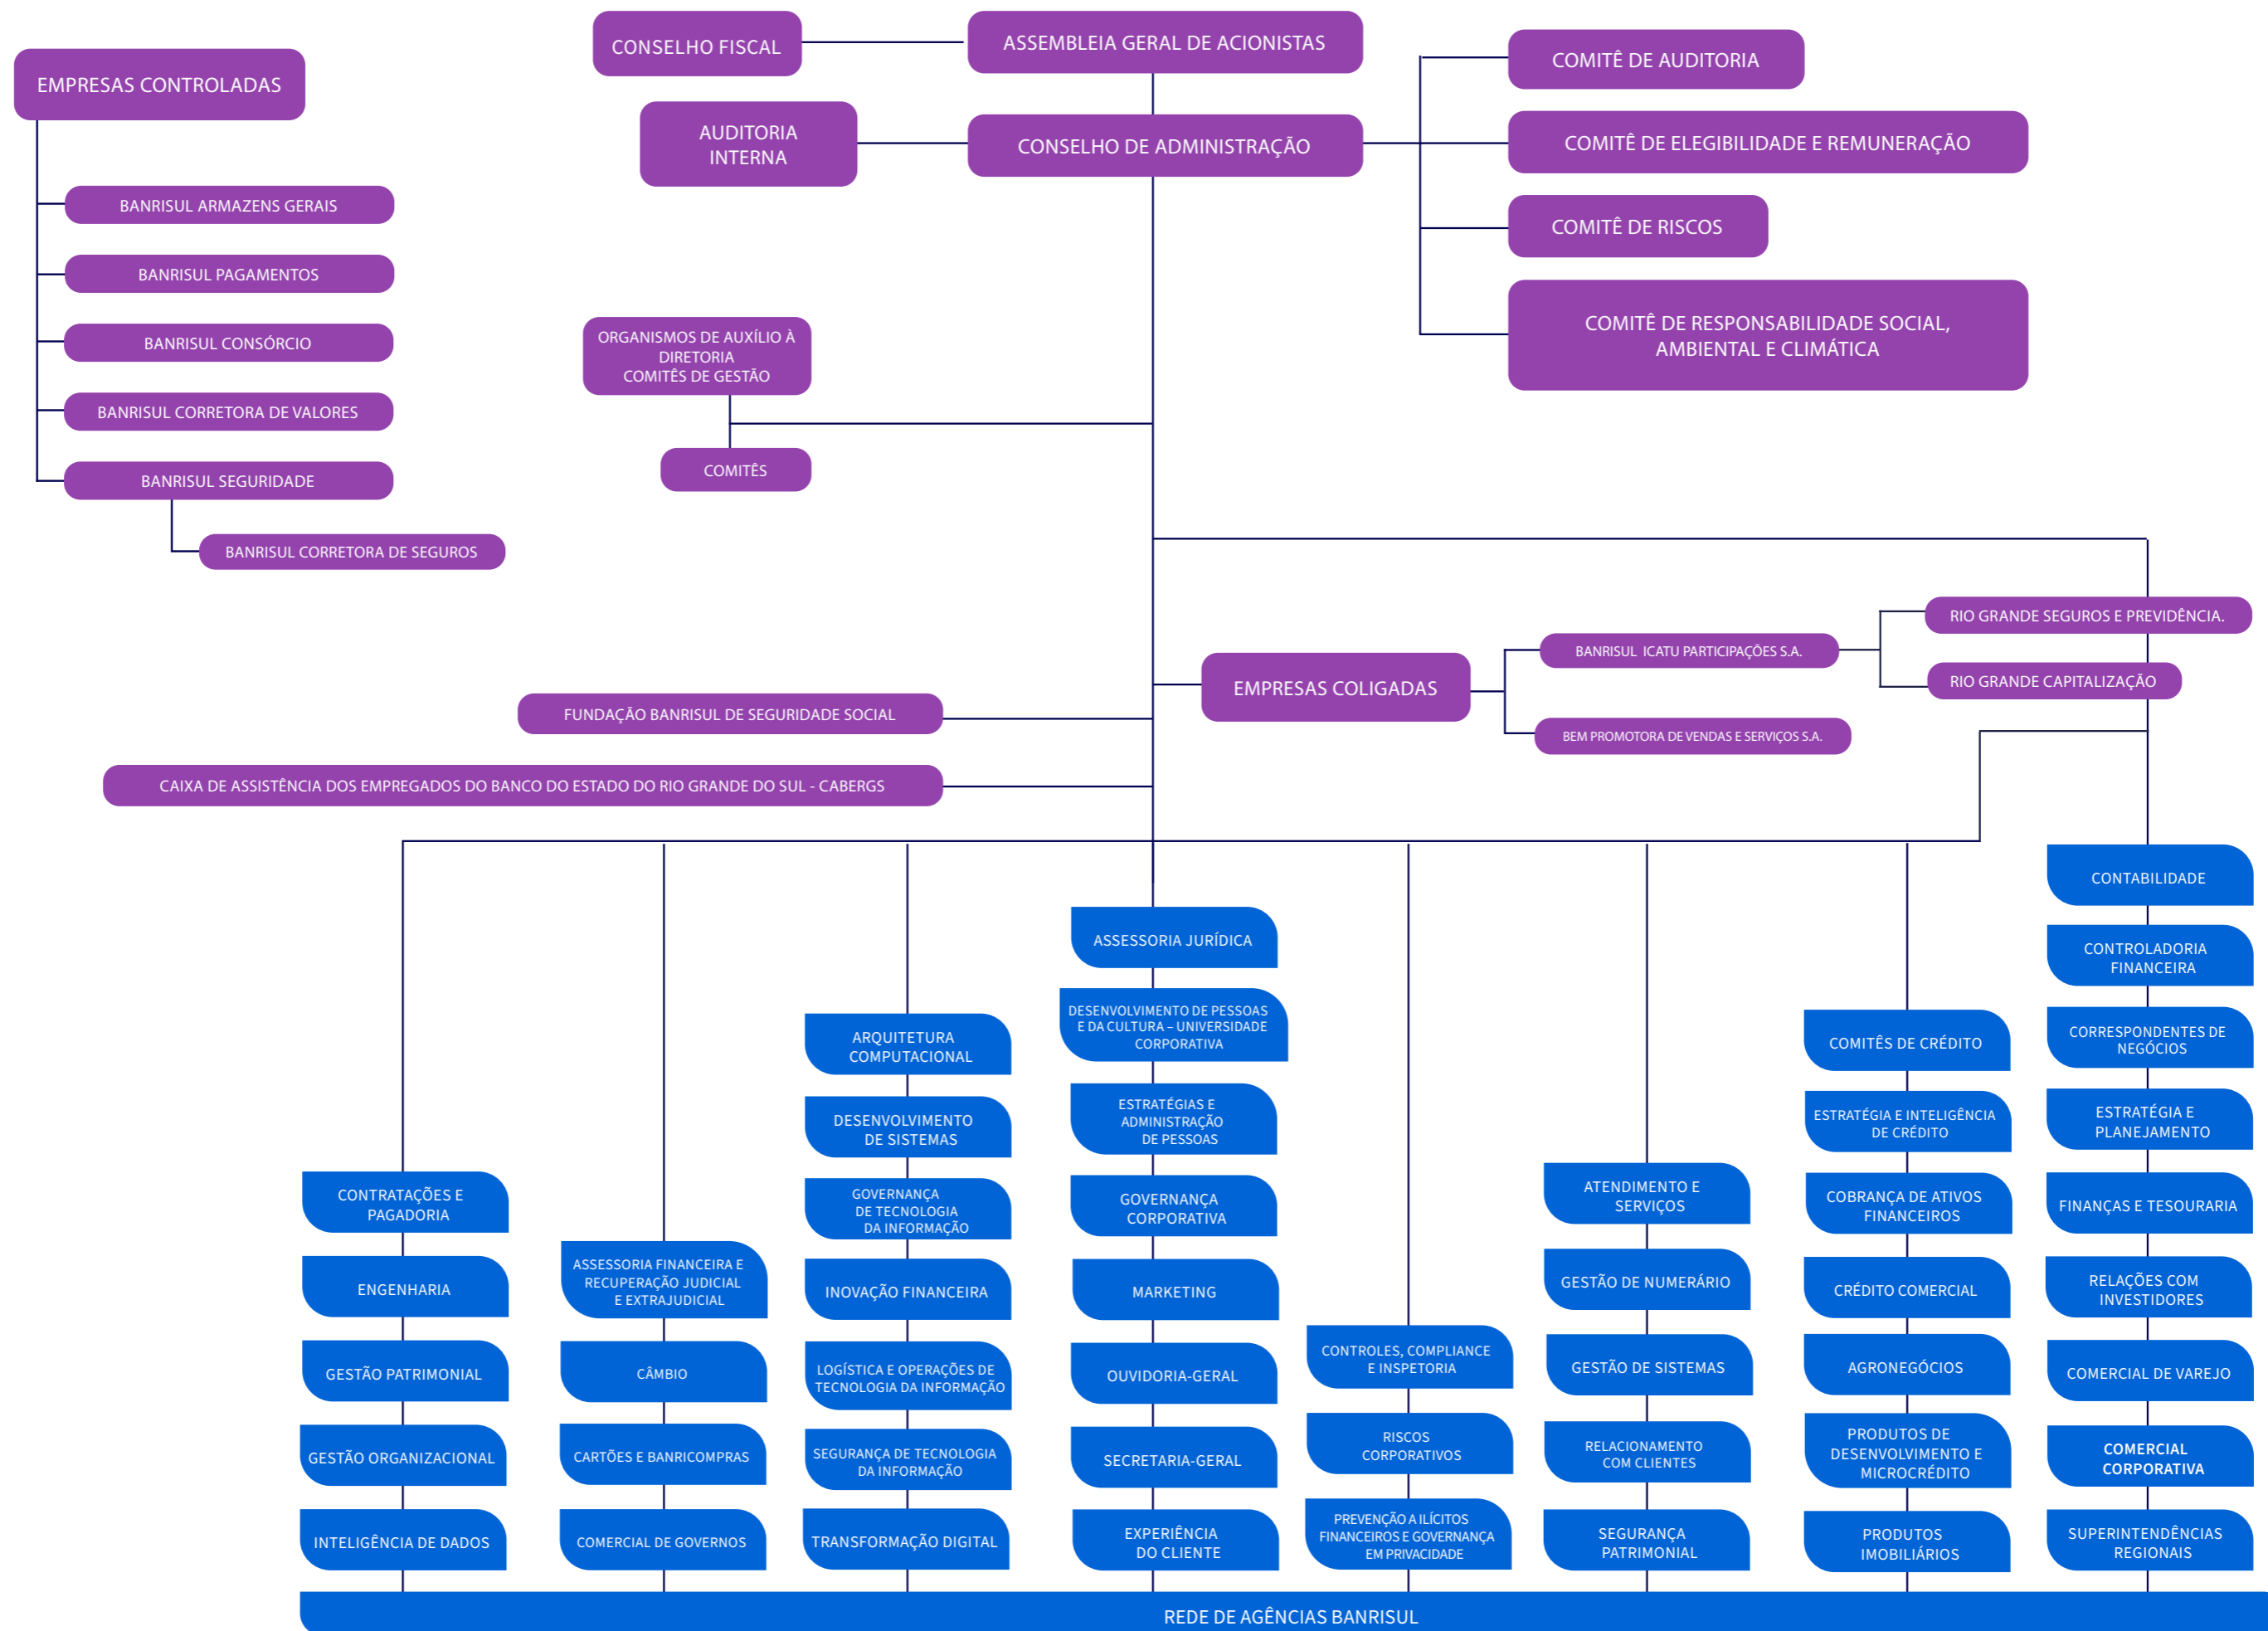 CONSELHO FISCAL
ASSEMBLEIA GERAL DE ACIONISTAS
EMPRESAS CONTROLADAS
AUDITORIA
INTERNA
CONSELHO DE ADMINISTRAÇÃO
COMITÊ DE AUDITORIA
COMITÊ DE ELEGIBILIDADE E REMUNERAÇÃO
COMITÊ DE RISCOS
COMITÊ DE RESPONSABILIDADE SOCIAL,
AMBIENTAL E CLIMÁTICA
BANRISUL ARMAZENS GERAIS
BANRISUL PAGAMENTOS
BANRISUL CONSÓRCIO
BANRISUL CORRETORA DE VALORES
BANRISUL SEGURIDADE
BANRISUL CORRETORA DE SEGUROS
ORGANISMOS DE AUXÍLIO À
DIRETORIA
COMITÊS DE GESTÃO
COMITÊS
EMPRESAS COLIGADAS
BANRISUL ICATU PARTICIPAÇÕES S.A.
RIO GRANDE SEGUROS E PREVIDÊNCIA.
RIO GRANDE CAPITALIZAÇÃO
BEM PROMOTORA DE VENDAS E SERVIÇOS S.A.
FUNDAÇÃO BANRISUL DE SEGURIDADE SOCIAL
CAIXA DE ASSISTÊNCIA DOS EMPREGADOS DO BANCO DO ESTADO DO RIO GRANDE DO SUL - CABERGS
CONTRATAÇÕES E
PAGADORIA
ENGENHARIA
GESTÃO PATRIMONIAL
GESTÃO ORGANIZACIONAL
INTELIGÊNCIA DE DADOS
ASSESSORIA FINANCEIRA E
RECUPERAÇÃO JUDICIAL
E EXTRAJUDICIAL
CÂMBIO
CARTÕES E BANRICOMPRAS
COMERCIAL DE GOVERNOS
ARQUITETURA
COMPUTACIONAL
DESENVOLVIMENTO
DE SISTEMAS
GOVERNANÇA
DE TECNOLOGIA
DA INFORMAÇÃO
INOVAÇÃO FINANCEIRA
LOGÍSTICA E OPERAÇÕES DE
TECNOLOGIA DA INFORMAÇÃO
SEGURANÇA DE TECNOLOGIA
DA INFORMAÇÃO
TRANSFORMAÇÃO DIGITAL
ASSESSORIA JURÍDICA
DESENVOLVIMENTO DE PESSOAS
E DA CULTURA – UNIVERSIDADE
CORPORATIVA
ESTRATÉGIAS E
ADMINISTRAÇÃO
DE PESSOAS
GOVERNANÇA
CORPORATIVA
MARKETING
OUVIDORIA-GERAL
SECRETARIA-GERAL
EXPERIÊNCIA
DO CLIENTE
CONTROLES, COMPLIANCE
E INSPETORIA
RISCOS
CORPORATIVOS
PREVENÇÃO A ILÍCITOS
FINANCEIROS E GOVERNANÇA
EM PRIVACIDADE
ATENDIMENTO E
SERVIÇOS
GESTÃO DE NUMERÁRIO
GESTÃO DE SISTEMAS
RELACIONAMENTO
COM CLIENTES
SEGURANÇA
PATRIMONIAL
COMITÊS DE CRÉDITO
ESTRATÉGIA E INTELIGÊNCIA
DE CRÉDITO
COBRANÇA DE ATIVOS
FINANCEIROS
CRÉDITO COMERCIAL
AGRONEGÓCIOS
PRODUTOS DE
DESENVOLVIMENTO E
MICROCRÉDITO
PRODUTOS
IMOBILIÁRIOS
CONTABILIDADE
CONTROLADORIA
FINANCEIRA
CORRESPONDENTES DE
NEGÓCIOS
ESTRATÉGIA E
PLANEJAMENTO
FINANÇAS E TESOURARIA
RELAÇÕES COM
INVESTIDORES
COMERCIAL DE VAREJO
COMERCIAL
CORPORATIVA
SUPERINTENDÊNCIAS
REGIONAIS
REDE DE AGÊNCIAS BANRISUL